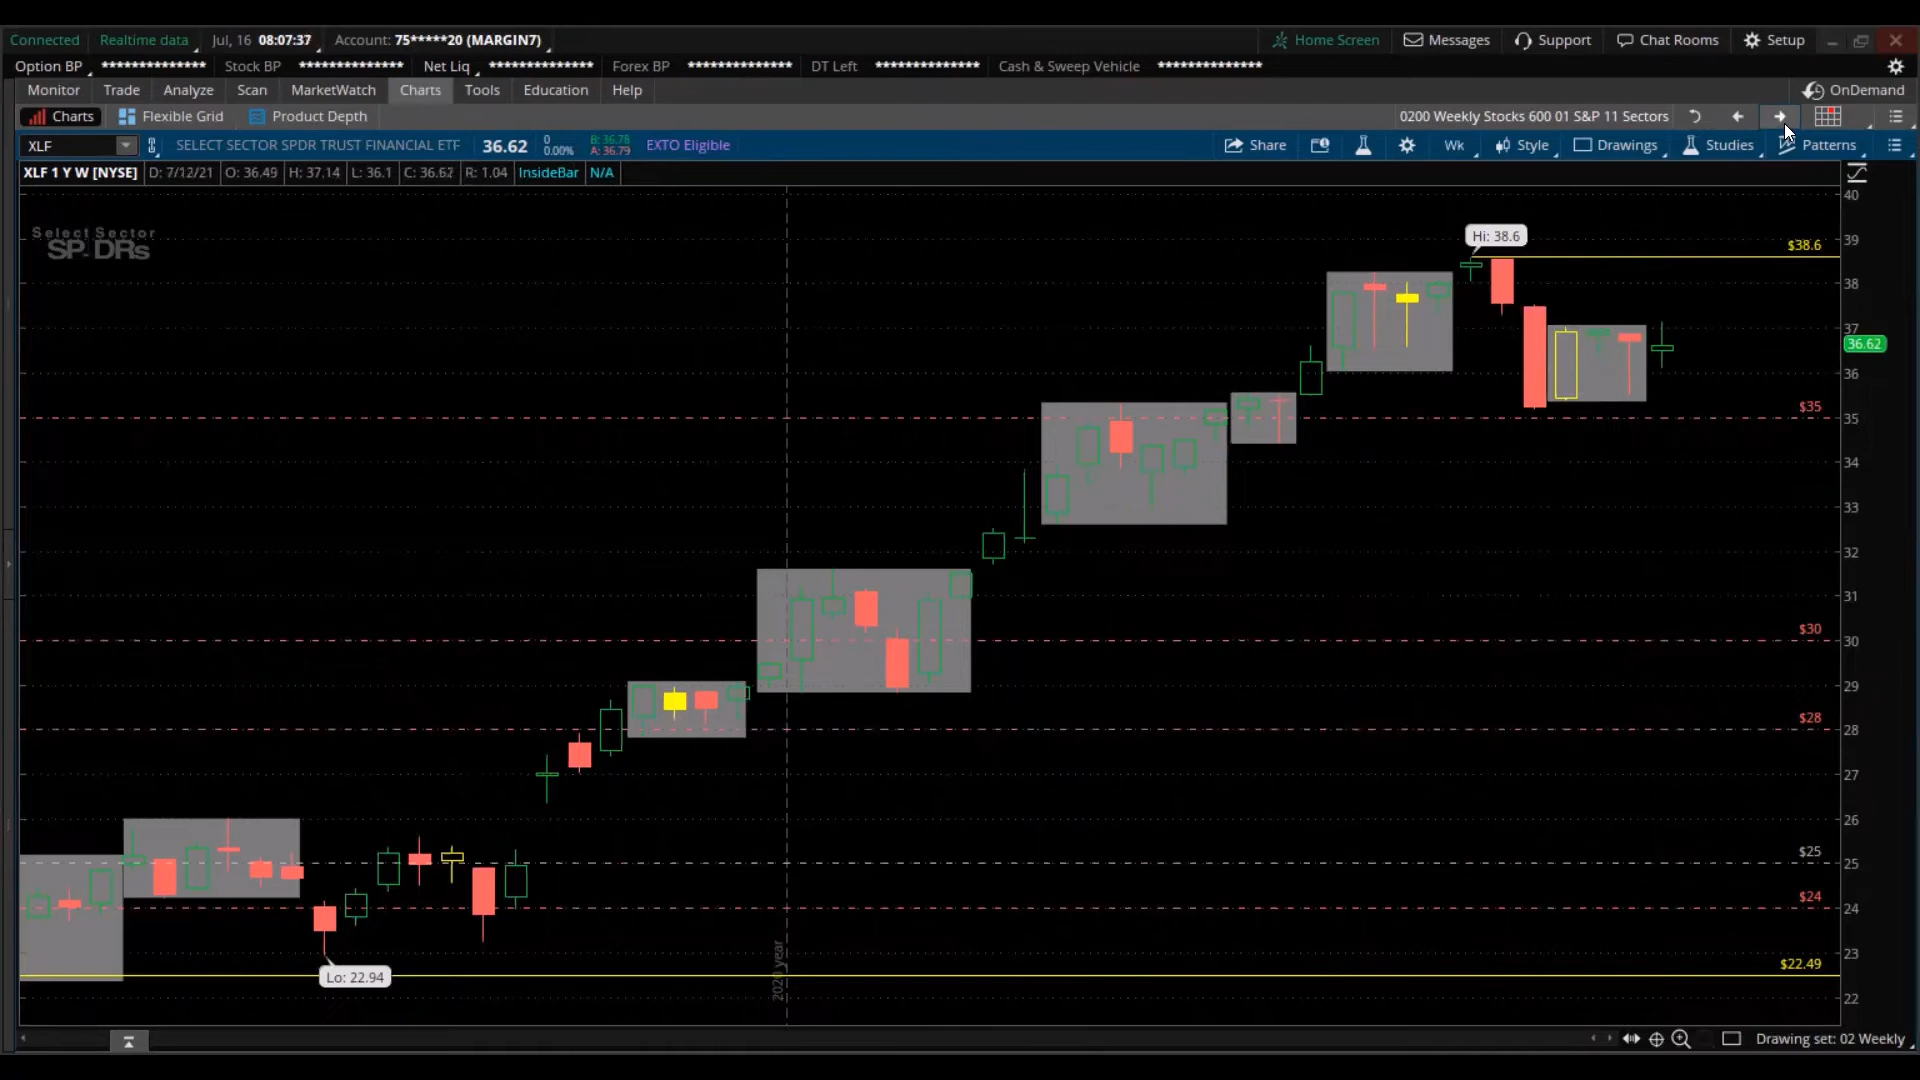 Connected Realtime data Jul, 16 08:07:37 Account: 75*****20 (MARGIN7) Home Screen Messages Support Chat Rooms Setup
Option BP ************** Stock BP ************** Net Liq ************** Forex BP ************** DT Left ************** Cash & Sweep Vehicle **************
Monitor Trade Analyze Scan MarketWatch Charts Tools Education Help OnDemand
Charts Flexible Grid Product Depth 0200 Weekly Stocks 600 01 S&P 11 Sectors
XLF SELECT SECTOR SPDR TRUST FINANCIAL ETF 36.62 0 0.00% B: 36.78 A: 36.79 EXTO Eligible Share Wk Style Drawings Studies Patterns
XLF 1 Y W [NYSE] D: 7/12/21 O: 36.49 H: 37.14 L: 36.1 C: 36.62 R: 1.04 InsideBar N/A
40
Select Sector
SPDRs
Hi: 38.6
$38.6
39
38
37
36.62
36
$35
35
34
33
32
31
$30
30
29
$28
28
27
26
$25
25
$24
24
23
Lo: 22.94
$22.49
22
2020 year
Drawing set: 02 Weekly